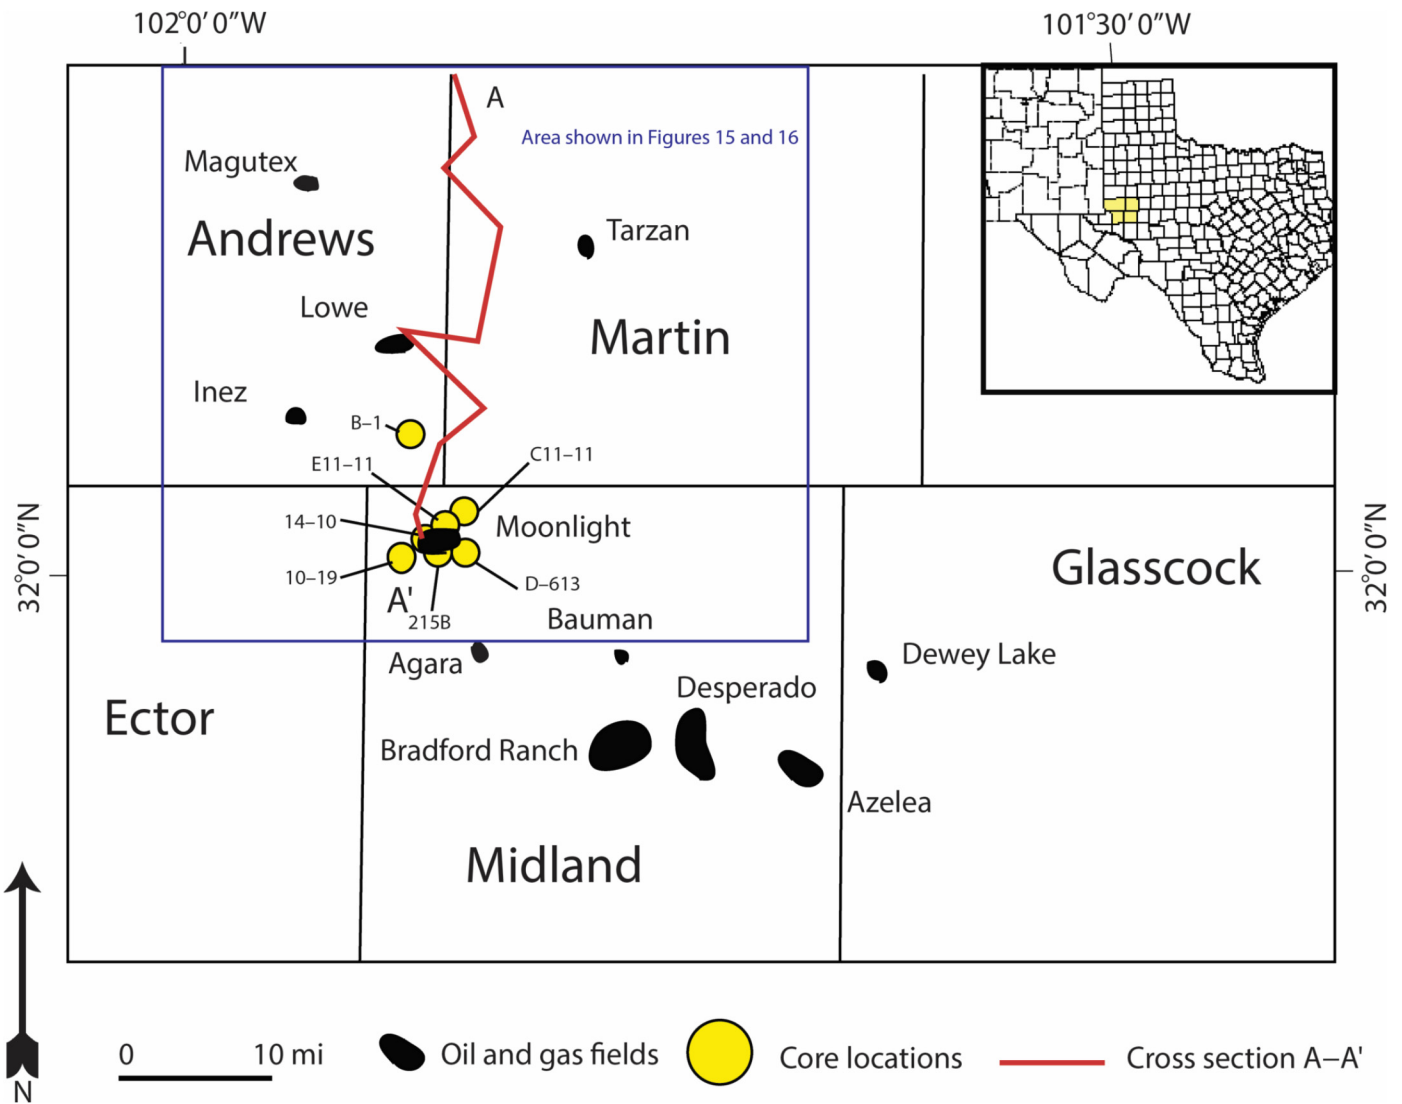 102°0′ 0″W
101°30′ 0″W
A
Area shown in Figures 15 and 16
Magutex
Andrews
Tarzan
Lowe
Martin
Inez
B–1
E11–11
C11–11
14–10
Moonlight
32°0′ 0″N
32°0′ 0″N
Glasscock
10–19
D–613
A'
215B
Bauman
Agara
Dewey Lake
Desperado
Ector
Bradford Ranch
Azelea
Midland
N
0
10 mi
Oil and gas fields
Core locations
Cross section A–A'